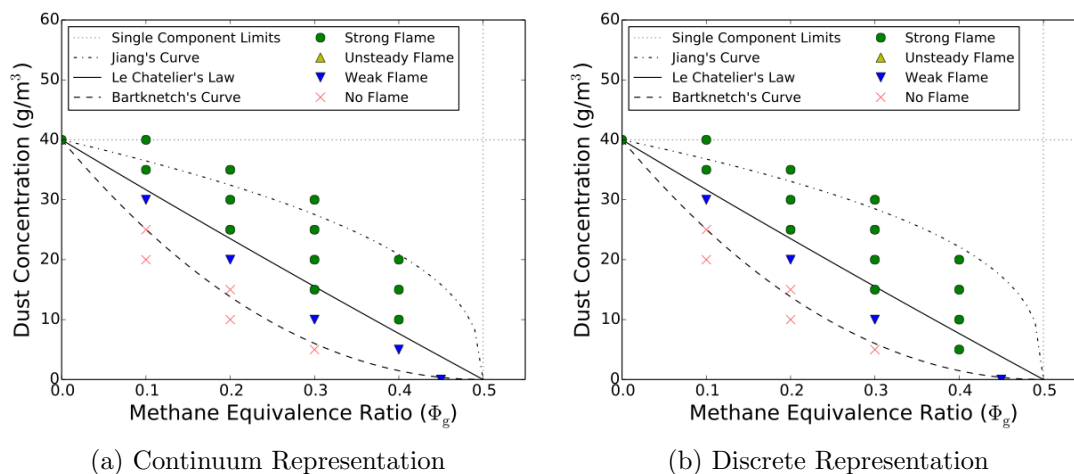 60
50
40
30
20
10
0
0.0 0.1 0.2 0.3 0.4 0.5
Dust Concentration (g/m³)
Methane Equivalence Ratio (Φg)
Single Component Limits
Jiang's Curve
Le Chatelier's Law
Bartknetch's Curve
Strong Flame
Unsteady Flame
Weak Flame
No Flame
(a) Continuum Representation
60
50
40
30
20
10
0
0.0 0.1 0.2 0.3 0.4 0.5
Dust Concentration (g/m³)
Methane Equivalence Ratio (Φg)
Single Component Limits
Jiang's Curve
Le Chatelier's Law
Bartknetch's Curve
Strong Flame
Unsteady Flame
Weak Flame
No Flame
(b) Discrete Representation